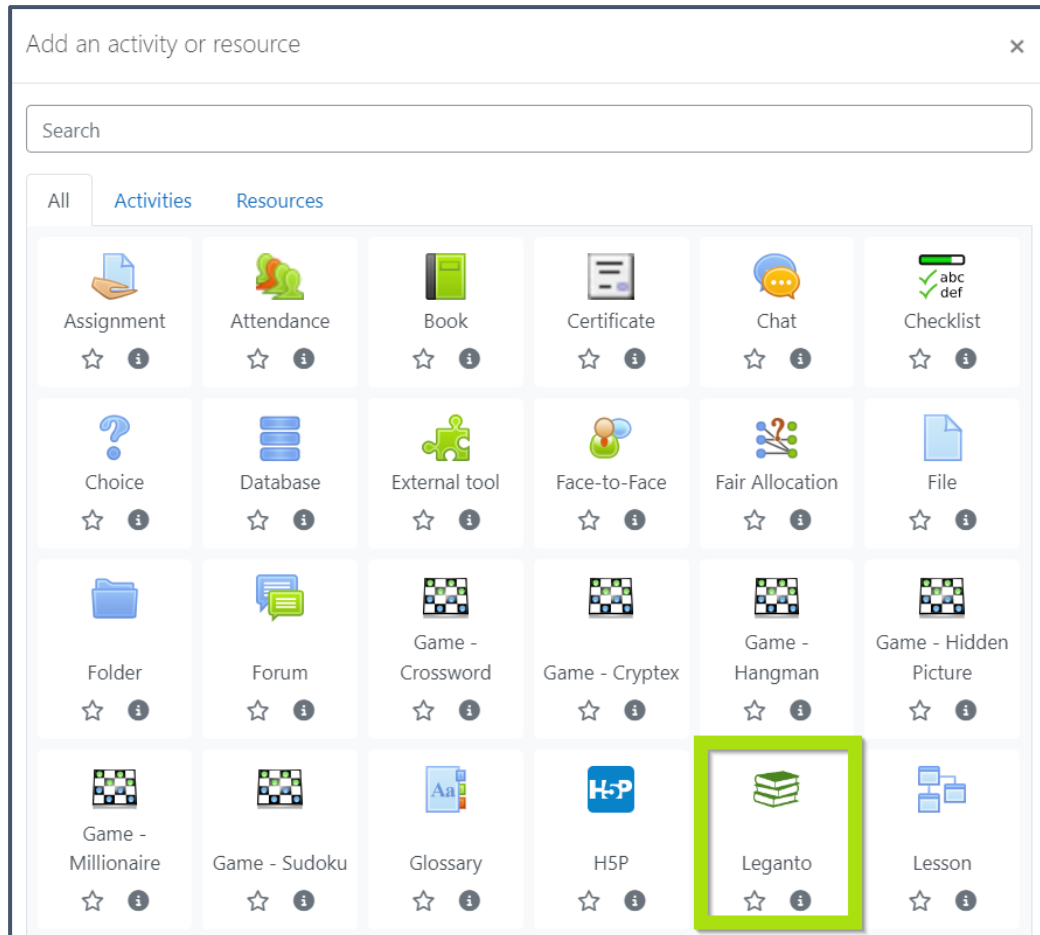 Add an activity or resource ×
Search
All Activities Resources
abc
def
Assignment Attendance Book Certificate Chat Checklist
Choice Database External tool Face-to-Face Fair Allocation File
Game - Game - Game - Hidden
Folder Forum Crossword Game - Cryptex Hangman Picture
Aa H5P
Game -
Millionaire Game - Sudoku Glossary H5P Leganto Lesson